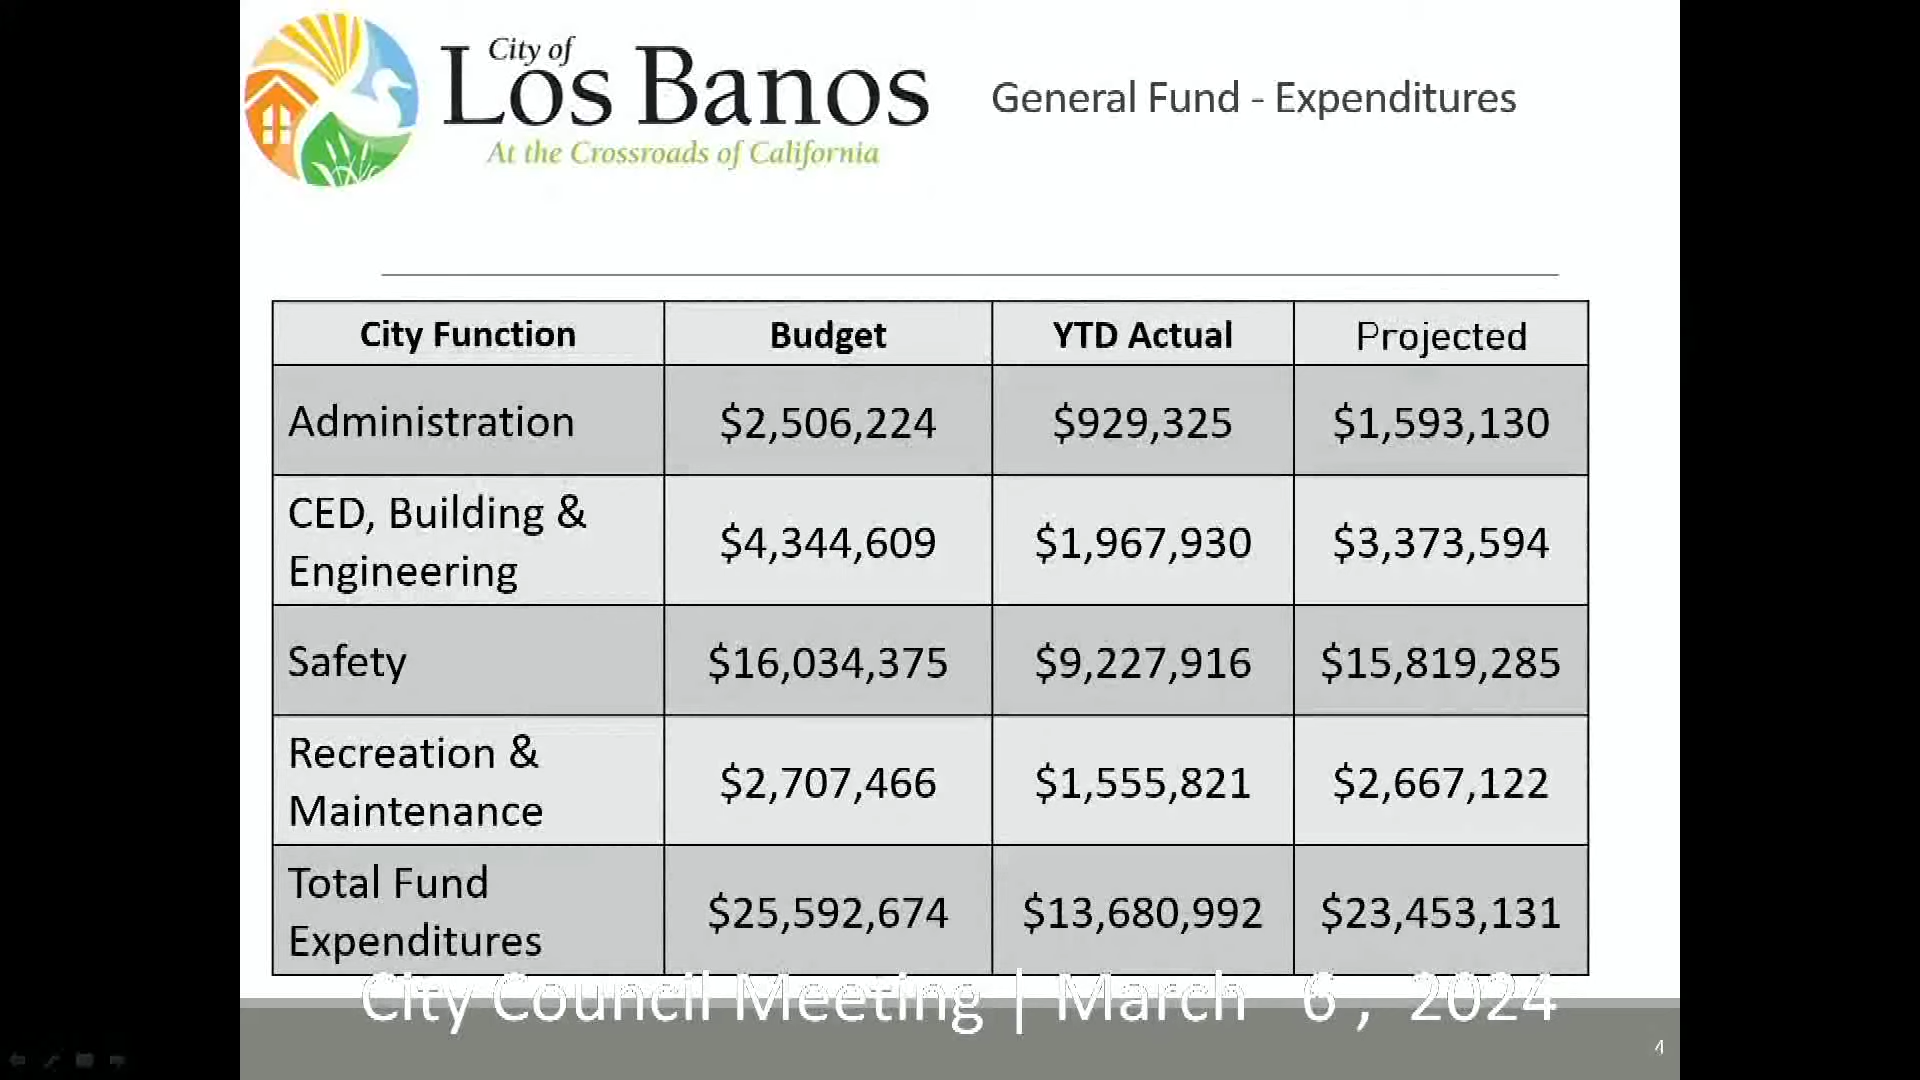 City of
Los Banos
At the Crossroads of California
General Fund - Expenditures
City Function Budget YTD Actual Projected
Administration $2,506,224 $929,325 $1,593,130
CED, Building &
Engineering $4,344,609 $1,967,930 $3,373,594
Safety $16,034,375 $9,227,916 $15,819,285
Recreation &
Maintenance $2,707,466 $1,555,821 $2,667,122
Total Fund
Expenditures $25,592,674 $13,680,992 $23,453,131
City Council Meeting | March 6, 2024
4